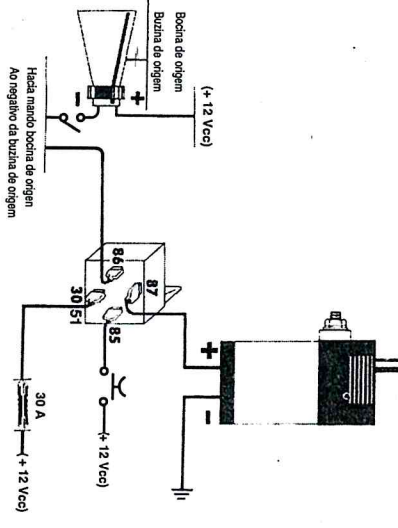 Bocina de origem
Buzina de origem
(+ 12 Vcc)
+
−
Hacia mando bocina de origen
Ao negativo da buzina de origem
86
87
30/51
85
+
−
30 A
(+ 12 Vcc)
(+ 12 Vcc)